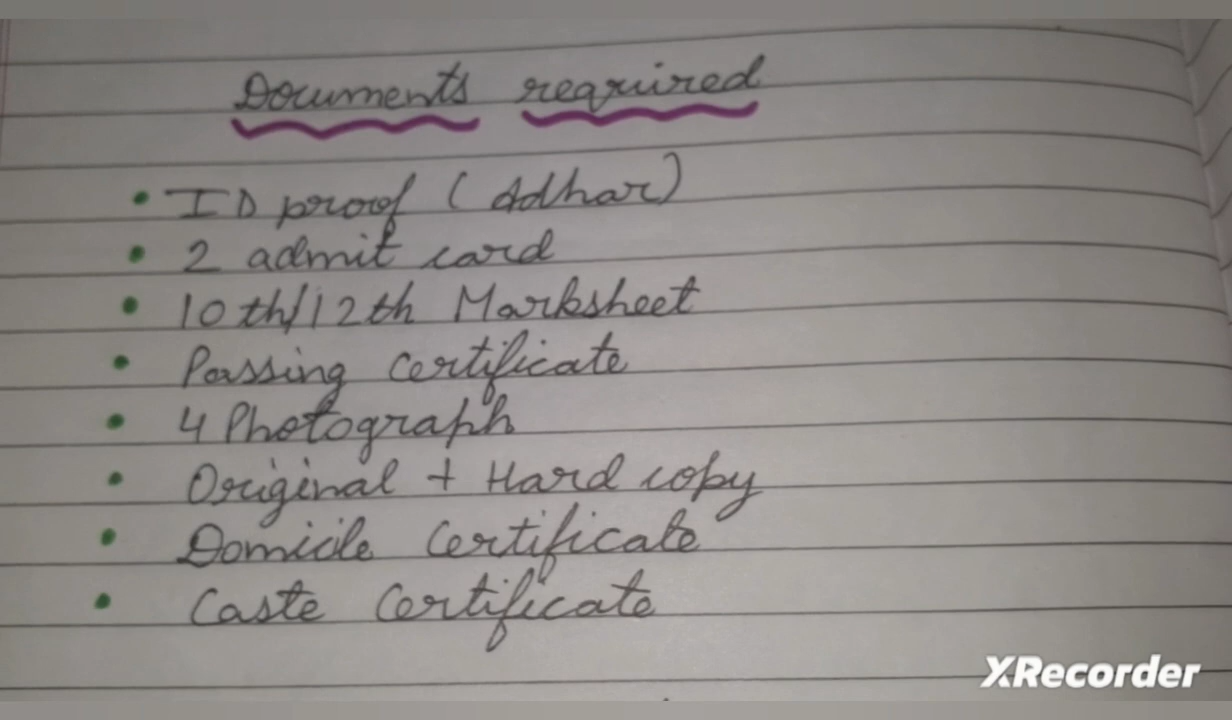 Documents required
• ID proof (Adhar)
• 2 admit card
• 10th/12th Marksheet
• Passing Certificate
• 4 Photograph
• Original + Hard copy
• Domicile Certificate
• Caste Certificate
XRecorder